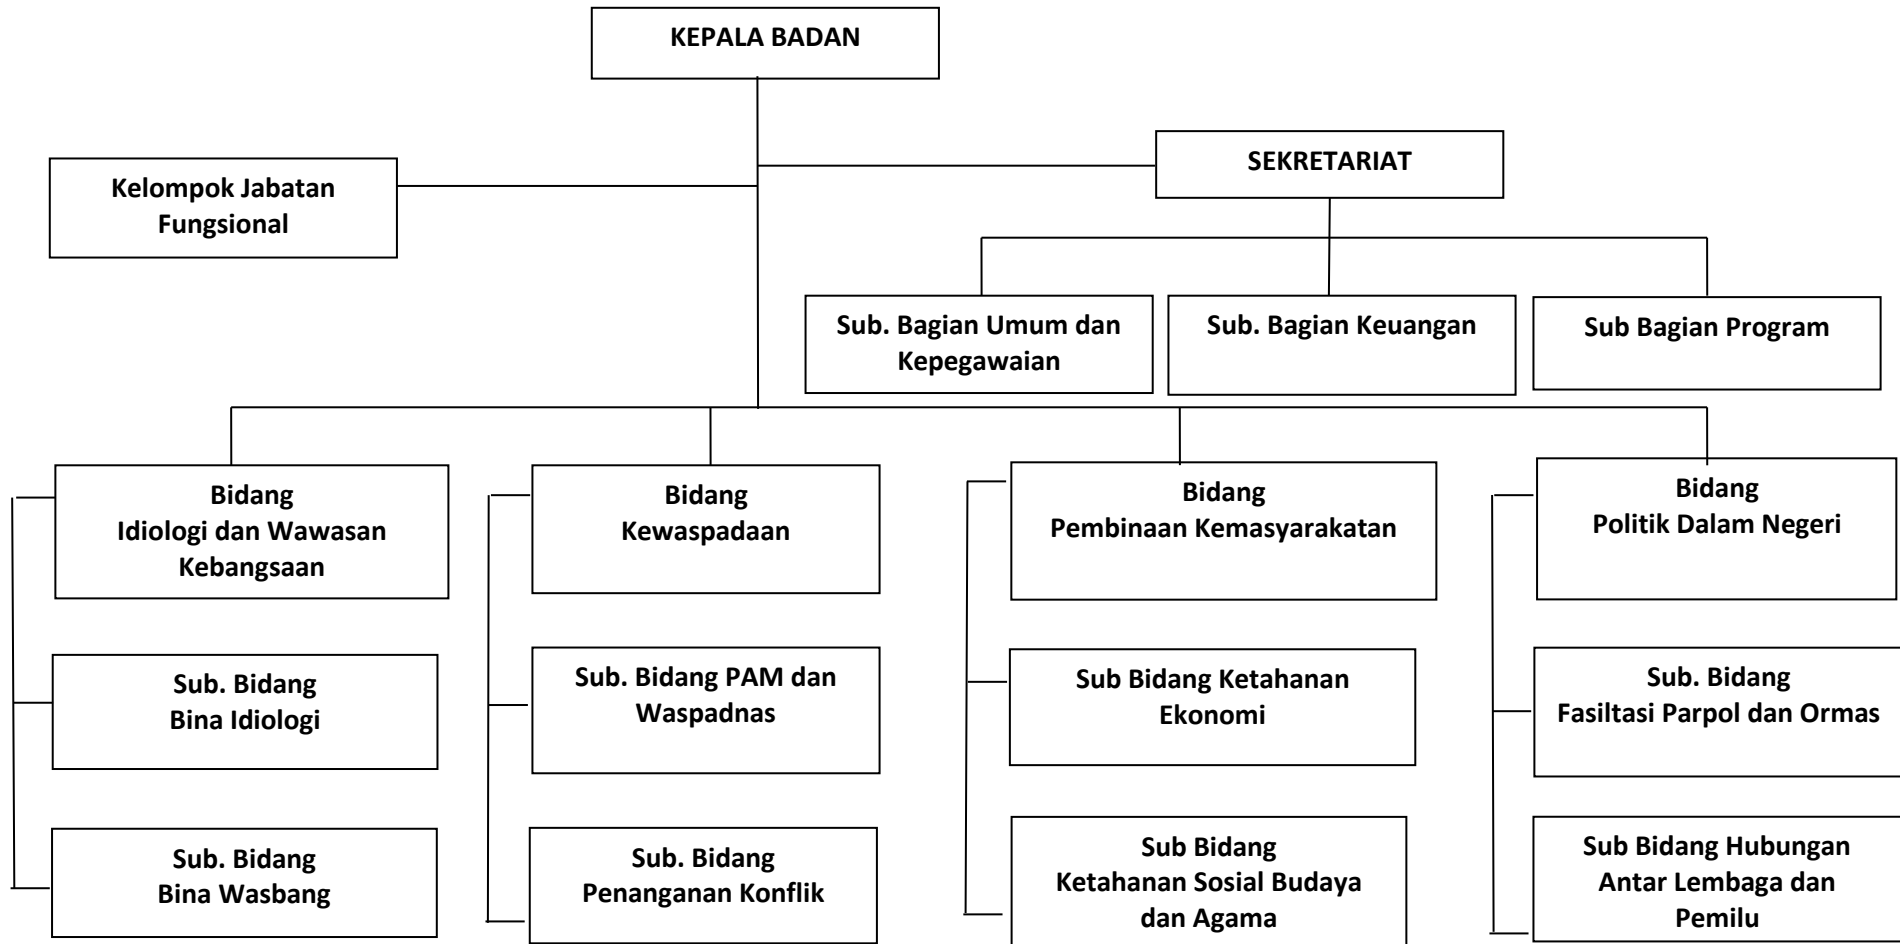 KEPALA BADAN
SEKRETARIAT
Kelompok Jabatan
Fungsional
Sub. Bagian Umum dan
Kepegawaian
Sub. Bagian Keuangan
Sub Bagian Program
Bidang
Idiologi dan Wawasan
Kebangsaan
Bidang
Kewaspadaan
Bidang
Pembinaan Kemasyarakatan
Bidang
Politik Dalam Negeri
Sub. Bidang
Bina Idiologi
Sub. Bidang PAM dan
Waspadnas
Sub Bidang Ketahanan
Ekonomi
Sub. Bidang
Fasiltasi Parpol dan Ormas
Sub. Bidang
Bina Wasbang
Sub. Bidang
Penanganan Konflik
Sub Bidang
Ketahanan Sosial Budaya
dan Agama
Sub Bidang Hubungan
Antar Lembaga dan
Pemilu